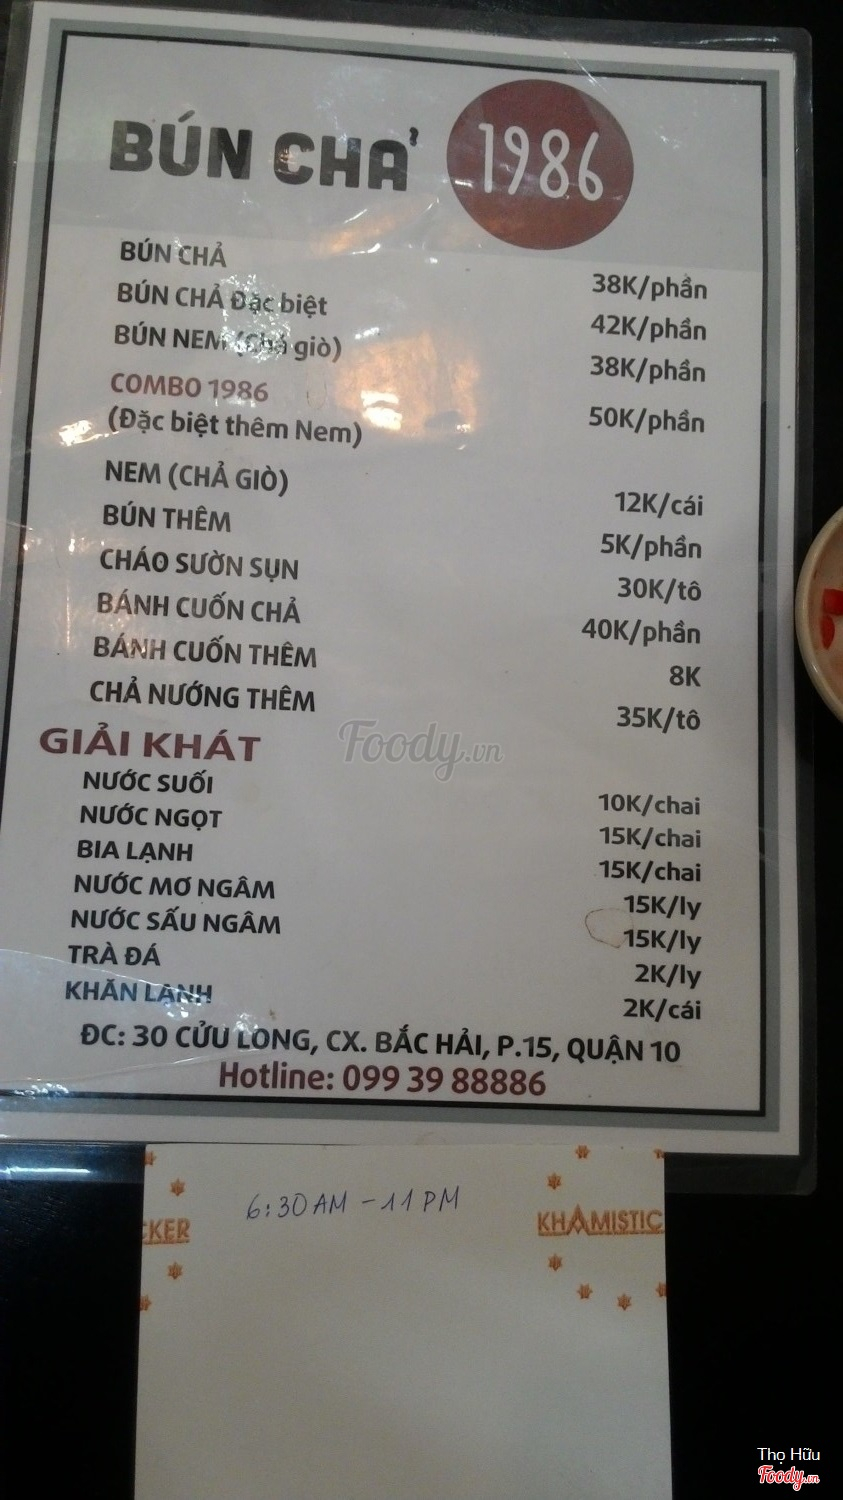 BÚN CHẢ 1986
BÚN CHẢ 38K/phần
BÚN CHẢ Đặc biệt 42K/phần
BÚN NEM (Chả giò) 38K/phần
COMBO 1986
(Đặc biệt thêm Nem) 50K/phần
NEM (CHẢ GIÒ) 12K/cái
BÚN THÊM 5K/phần
CHÁO SƯỜN SỤN 30K/tô
BÁNH CUỐN CHẢ 40K/phần
BÁNH CUỐN THÊM 8K
CHẢ NƯỚNG THÊM 35K/tô
GIẢI KHÁT
NƯỚC SUỐI 10K/chai
NƯỚC NGỌT 15K/chai
BIA LẠNH 15K/chai
NƯỚC MƠ NGÂM 15K/ly
NƯỚC SẤU NGÂM 15K/ly
TRÀ ĐÁ 2K/ly
KHĂN LẠNH 2K/cái
ĐC: 30 CỬU LONG, CX. BẮC HẢI, P.15, QUẬN 10
Hotline: 099 39 88886
Foody.vn
6:30 AM - 11 PM
CKER
KHAMISTIC
Thọ Hữu
Foody.vn